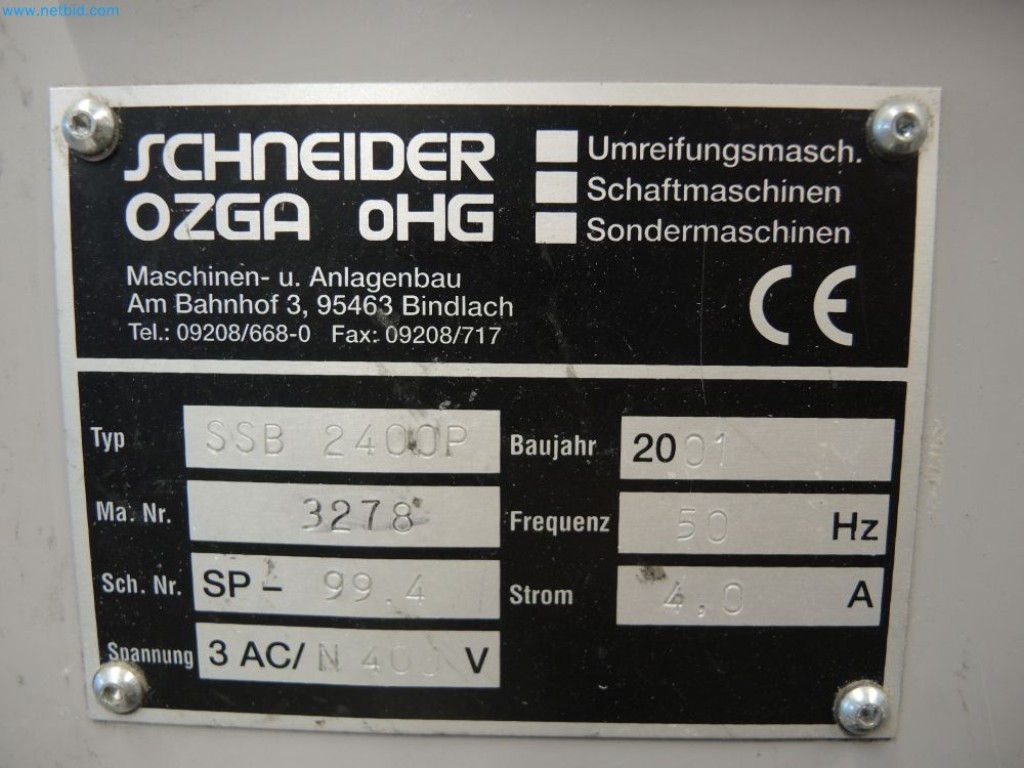 www.netbid.com
SCHNEIDER
OZGA OHG
Umreifungsmasch.
Schaftmaschinen
Sondermaschinen
Maschinen- u. Anlagenbau
Am Bahnhof 3, 95463 Bindlach
Tel.: 09208/668-0 Fax: 09208/717
CE
Typ SSB 2400P Baujahr 2001
Ma. Nr. 3278 Frequenz 50 Hz
Sch. Nr. SP- 99.4 Strom 4,0 A
Spannung 3 AC/ N 400 V